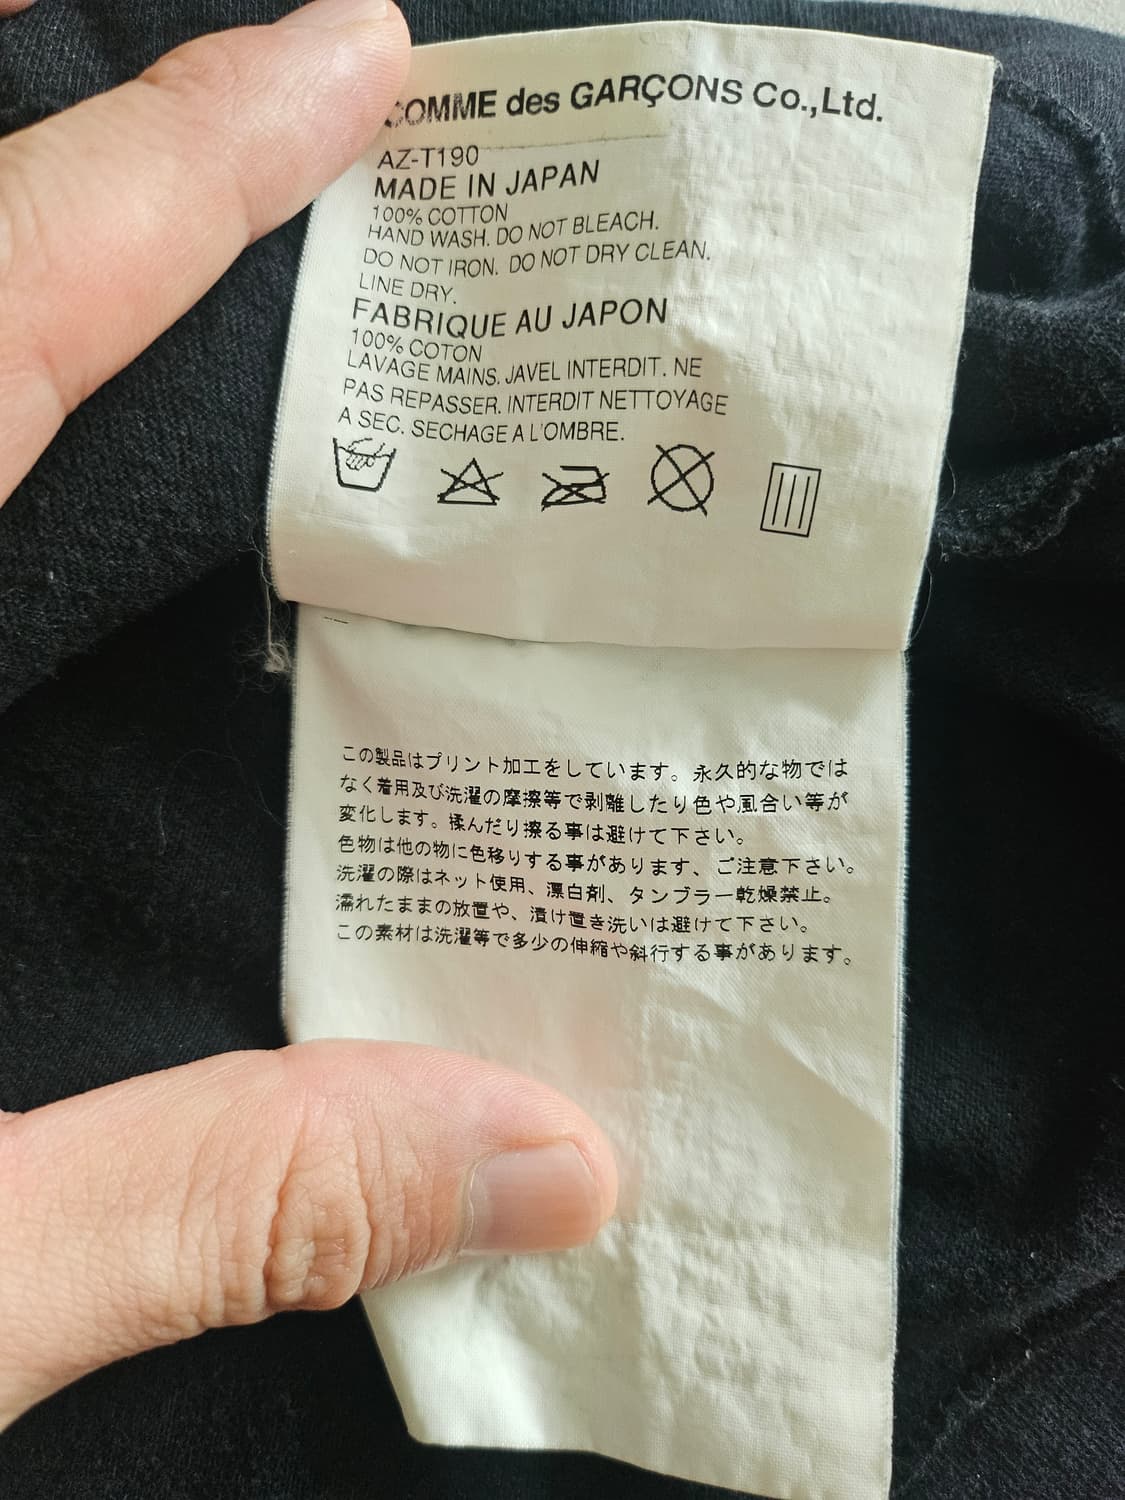 COMME des GARÇONS Co.,Ltd.
AZ-T190
MADE IN JAPAN
100% COTTON
HAND WASH. DO NOT BLEACH.
DO NOT IRON. DO NOT DRY CLEAN.
LINE DRY.
FABRIQUE AU JAPON
100% COTON
LAVAGE MAINS. JAVEL INTERDIT. NE
PAS REPASSER. INTERDIT NETTOYAGE
A SEC. SECHAGE A L'OMBRE.
この製品はプリント加工をしています。永久的な物では
なく着用及び洗濯の摩擦等で剥離したり色や風合い等が
変化します。揉んだり擦る事は避けて下さい。
色物は他の物に色移りする事があります、ご注意下さい。
洗濯の際はネット使用、漂白剤、タンブラー乾燥禁止。
濡れたままの放置や、漬け置き洗いは避けて下さい。
この素材は洗濯等で多少の伸縮や斜行する事があります。